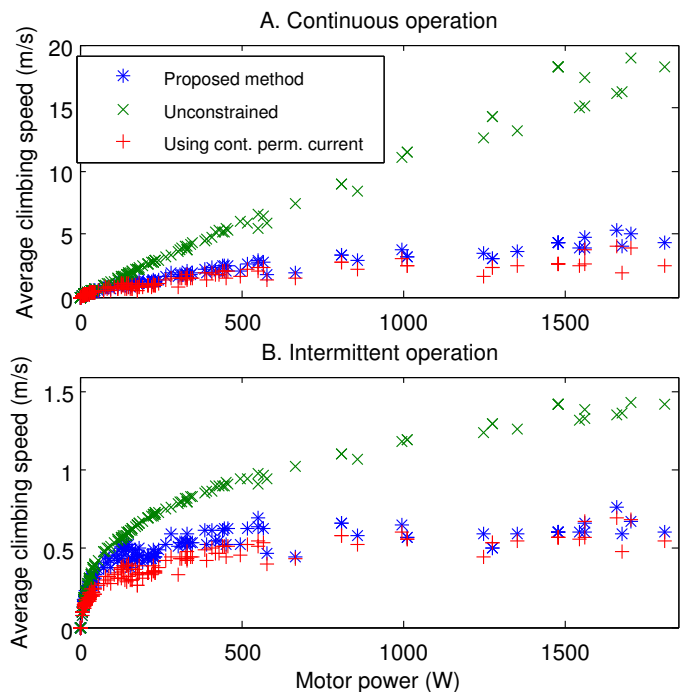 A. Continuous operation
Average climbing speed (m/s)
20
15
10
5
0
Proposed method
Unconstrained
Using cont. perm. current
0
500
1000
1500
B. Intermittent operation
Average climbing speed (m/s)
1.5
1
0.5
0
0
500
1000
1500
Motor power (W)